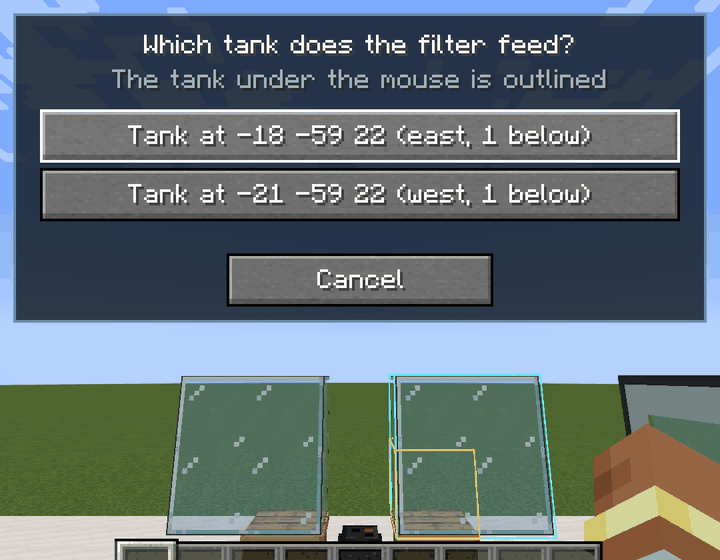 Which tank does the filter feed?
The tank under the mouse is outlined
Tank at -18 -59 22 (east, 1 below)
Tank at -21 -59 22 (west, 1 below)
Cancel